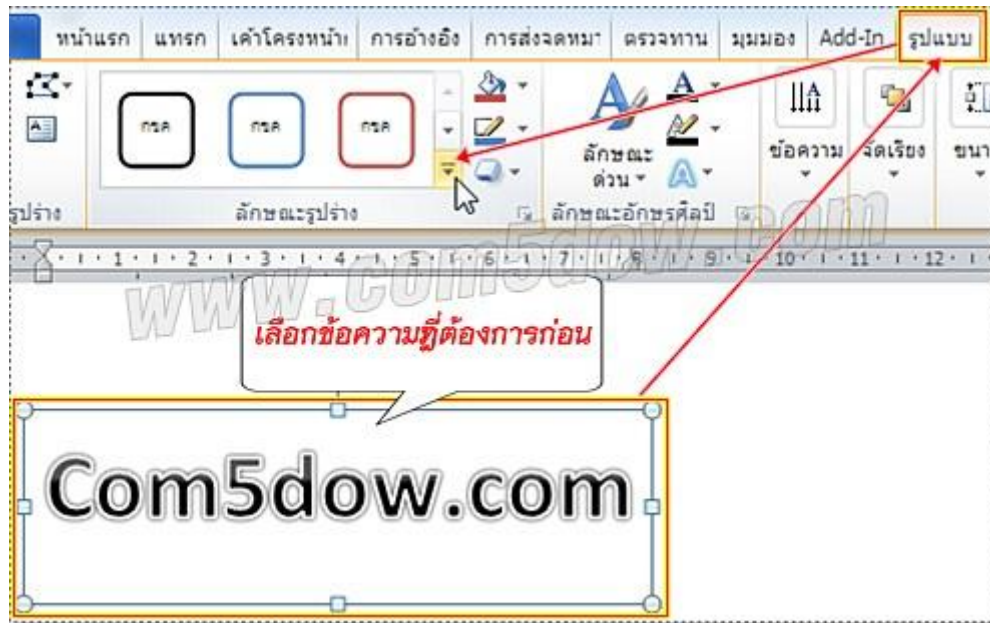 หน้าแรก แทรก เค้าโครงหน้า การอ้างอิง การส่งจดหมา ตรวจทาน มุมมอง Add-In รูปแบบ
กขค กขค กขค
ลักษณะ
ด่วน
ข้อความ จัดเรียง ขนา
รูปร่าง ลักษณะรูปร่าง ลักษณะอักษรศิลป์
1 2 3 4 5 6 7 8 9 10 11 12
www.com5dow.com
เลือกข้อความที่ต้องการก่อน
Com5dow.com